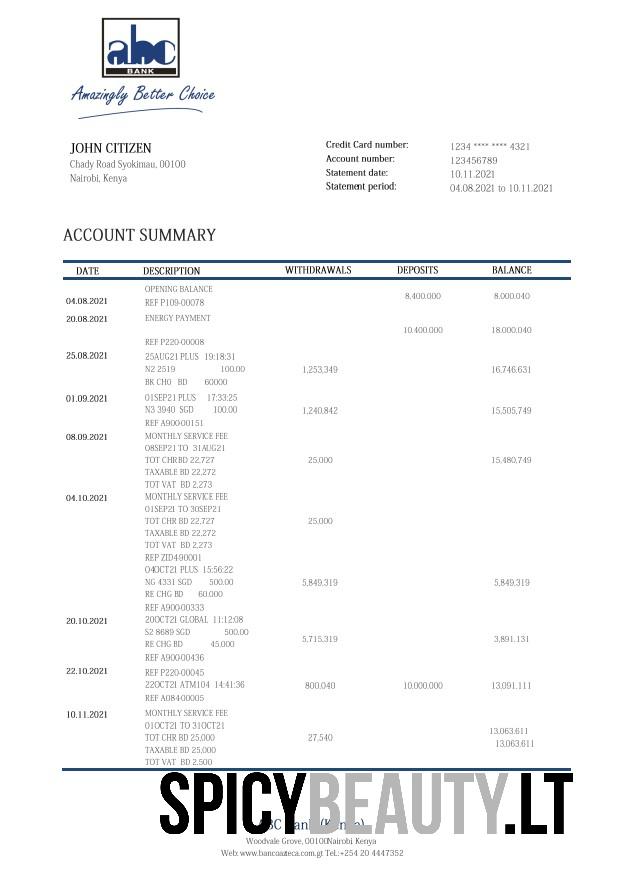 abc
BANK
Amazingly Better Choice
JOHN CITIZEN
Chady Road Syokimau, 00100
Nairobi, Kenya
Credit Card number: 1234 **** **** 4321
Account number: 123456789
Statement date: 10.11.2021
Statement period: 04.08.2021 to 10.11.2021
ACCOUNT SUMMARY
DATE DESCRIPTION WITHDRAWALS DEPOSITS BALANCE
OPENING BALANCE
04.08.2021 REF P109-00078 8,400.000 8.000.040
20.08.2021 ENERGY PAYMENT
10.400.000 18.000.040
REF P220-00008
25.08.2021 25AUG21 PLUS 19:18:31
N2 2519 100.00 1,253,349 16.746.631
BK CH0 BD 60000
01.09.2021 01SEP21 PLUS 17:33:25
N3 3940 SGD 100.00 1,240,842 15,505,749
REF A900-00151
08.09.2021 MONTHLY SERVICE FEE
08SEP21 TO 31AUG21
TOT CHRBD 22,727 25,000 15,480,749
TAXABLE BD 22,272
TOT VAT BD 2,273
04.10.2021 MONTHLY SERVICE FEE
01SEP21 TO 30SEP21
TOT CHR BD 22,727 25,000
TAXABLE BD 22,272
TOT VAT BD 2,273
REP ZID490001
04OCT21 PLUS 15:56:22
NG 4331 SGD 500.00 5,849,319 5,849,319
RE CHG BD 60.000
REF A900-00333
20.10.2021 20OCT21 GLOBAL 11:12:08
S2 8689 SGD 500.00
RE CHG BD 45,000 5,715,319 3,891.131
REF A900-00436
22.10.2021 REF P220-00045
22OCT21 ATM104 14:41:36 800,040 10,000.000 13,091,111
REF A084-00005
10.11.2021 MONTHLY SERVICE FEE
01OCT21 TO 31OCT21
TOT CHR BD 25,000 27,540 13,063.611
TAXABLE BD 25,000 13,063.611
TOT VAT BD 2,500
SPICYBEAUTY.LT
Woodvale Grove, 00100Nairobi Kenya
Web: www.bancoazteca.com.gt Tel.:+254 20 4447352